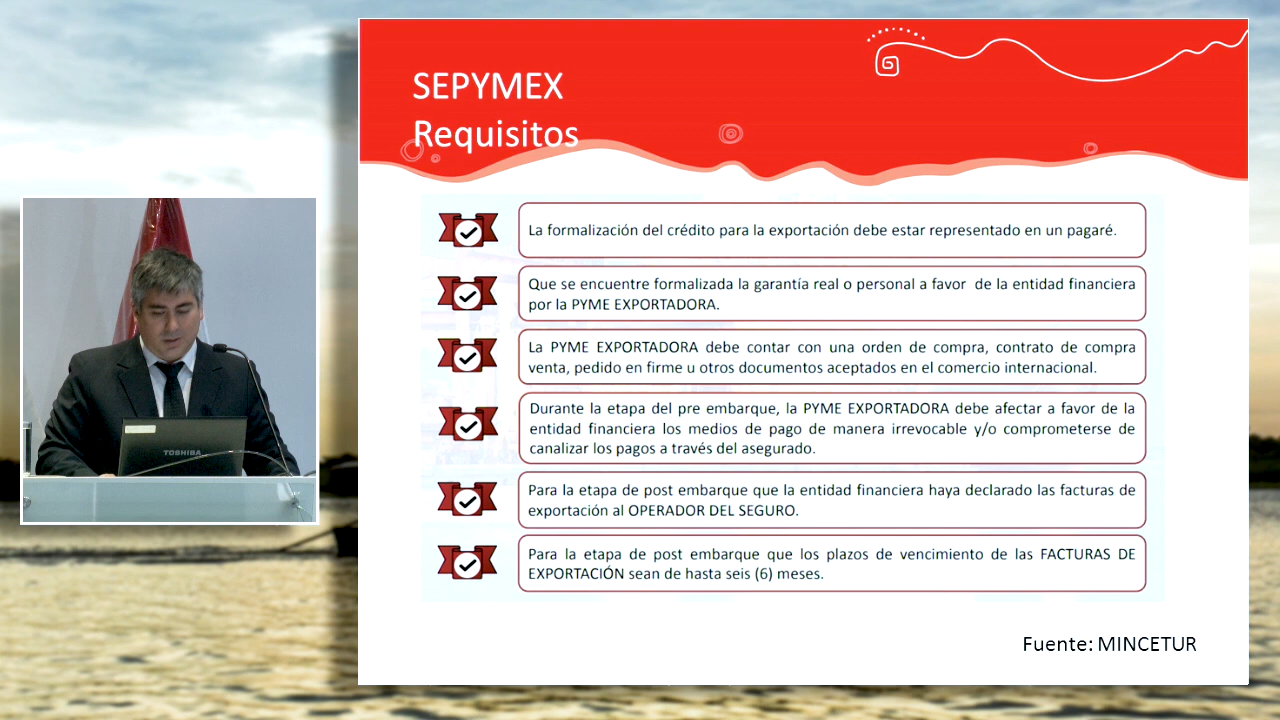 SEPYMEX
Requisitos
La formalización del crédito para la exportación debe estar representado en un pagaré.
Que se encuentre formalizada la garantía real o personal a favor de la entidad financiera
por la PYME EXPORTADORA.
La PYME EXPORTADORA debe contar con una orden de compra, contrato de compra
venta, pedido en firme u otros documentos aceptados en el comercio internacional.
Durante la etapa del pre embarque, la PYME EXPORTADORA debe afectar a favor de la
entidad financiera los medios de pago de manera irrevocable y/o comprometerse de
canalizar los pagos a través del asegurado.
Para la etapa de post embarque que la entidad financiera haya declarado las facturas de
exportación al OPERADOR DEL SEGURO.
Para la etapa de post embarque que los plazos de vencimiento de las FACTURAS DE
EXPORTACIÓN sean de hasta seis (6) meses.
Fuente: MINCETUR
TOSHIBA